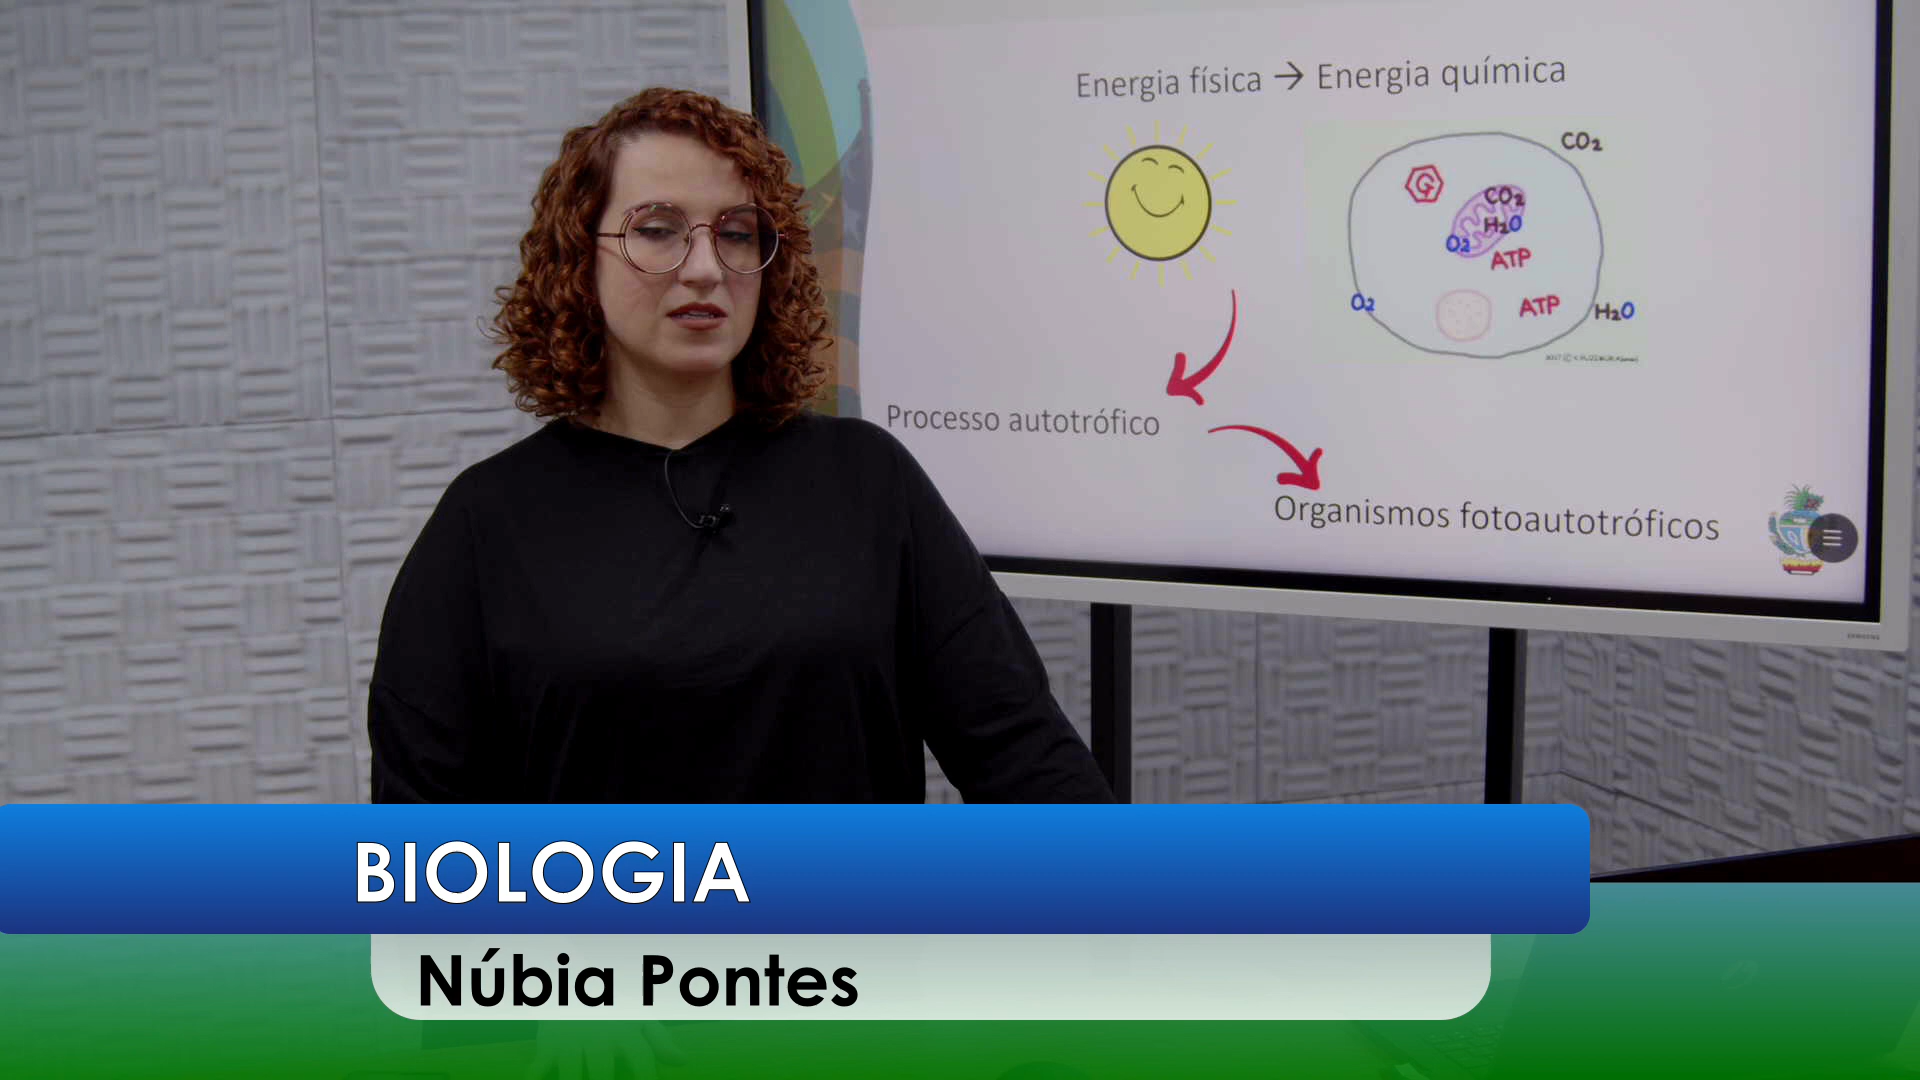 Energia física → Energia química
CO₂
G
CO₂
H₂O
O₂
ATP
O₂
ATP
H₂O
Processo autotrófico
Organismos fotoautotróficos
SAMSUNG
BIOLOGIA
Núbia Pontes